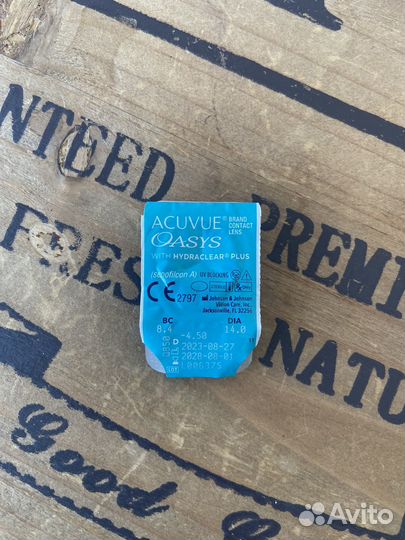 NTEED PREMI
FRES
NATU
Good Go
ACUVUE® BRAND CONTACT LENS
OASYS
WITH HYDRACLEAR® PLUS
(senofilcon A) UV BLOCKING
CE 2797 Johnson & Johnson
Vision Care, Inc.
Jacksonville, FL 32256
BC DIA
8.4 14.0
-4.50
D 2023-08-27
2028-08-01
LOT
Avito